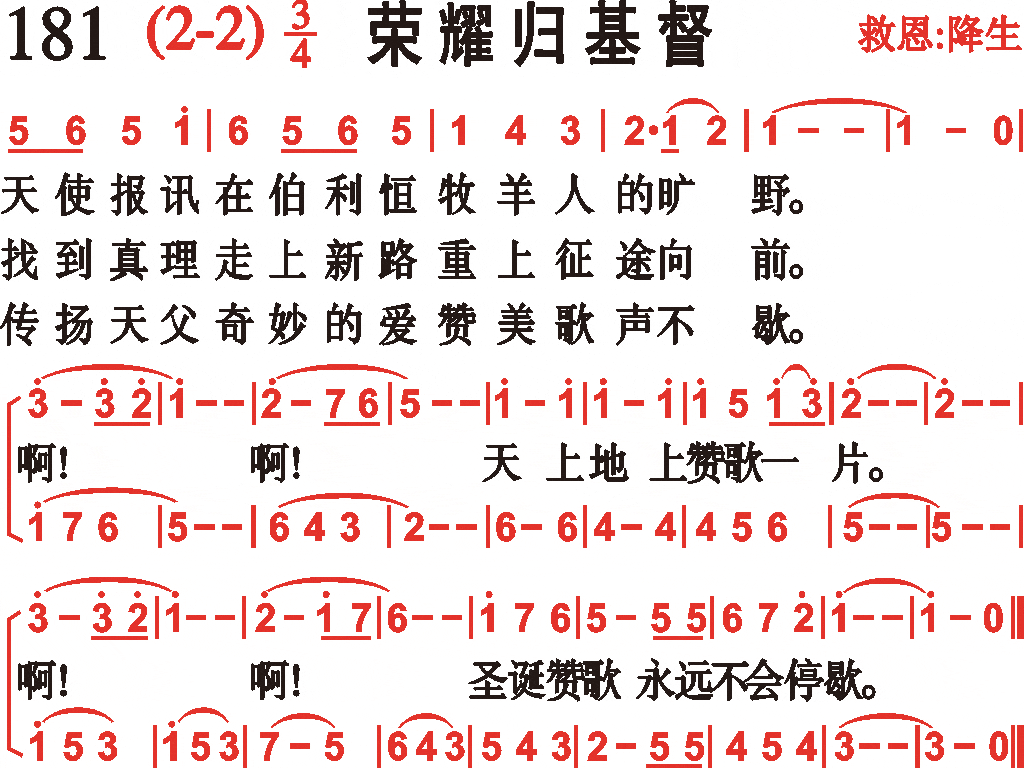 181 (2-2) 3/4 荣耀归基督 救恩:降生
5 6 5 i | 6 5 6 5 | 1 4 3 | 2·1 2 | 1 - - | 1 - 0 |
天使报讯在伯利恒牧羊人的旷 野。
找到真理走上新路重上征途向 前。
传扬天父奇妙的爱赞美歌声不 歇。
3̇ - 3̇ 2̇ | 1̇ - - | 2̇ - 7 6 | 5 - - | 1̇ - 1̇ | 1̇ - 1̇ | 1̇ 5 1̇ 3̇ | 2̇ - - | 2̇ - - |
啊! 啊! 天 上地 上赞歌一 片。
1̇ 7 6 | 5 - - | 6 4 3 | 2 - - | 6 - 6 | 4 - 4 | 4 5 6 | 5 - - | 5 - - |
3̇ - 3̇ 2̇ | 1̇ - - | 2̇ - 1̇ 7 | 6 - - | 1̇ 7 6 | 5 - 5 5 | 6 7 2̇ | 1̇ - - | 1̇ - 0 ‖
啊! 啊! 圣诞赞歌 永远不会停歇。
1̇ 5 3 | 1̇ 5 3 | 7 - 5 | 6 4 3 | 5 4 3 | 2 - 5 5 | 4 5 4 | 3 - - | 3 - 0 ‖